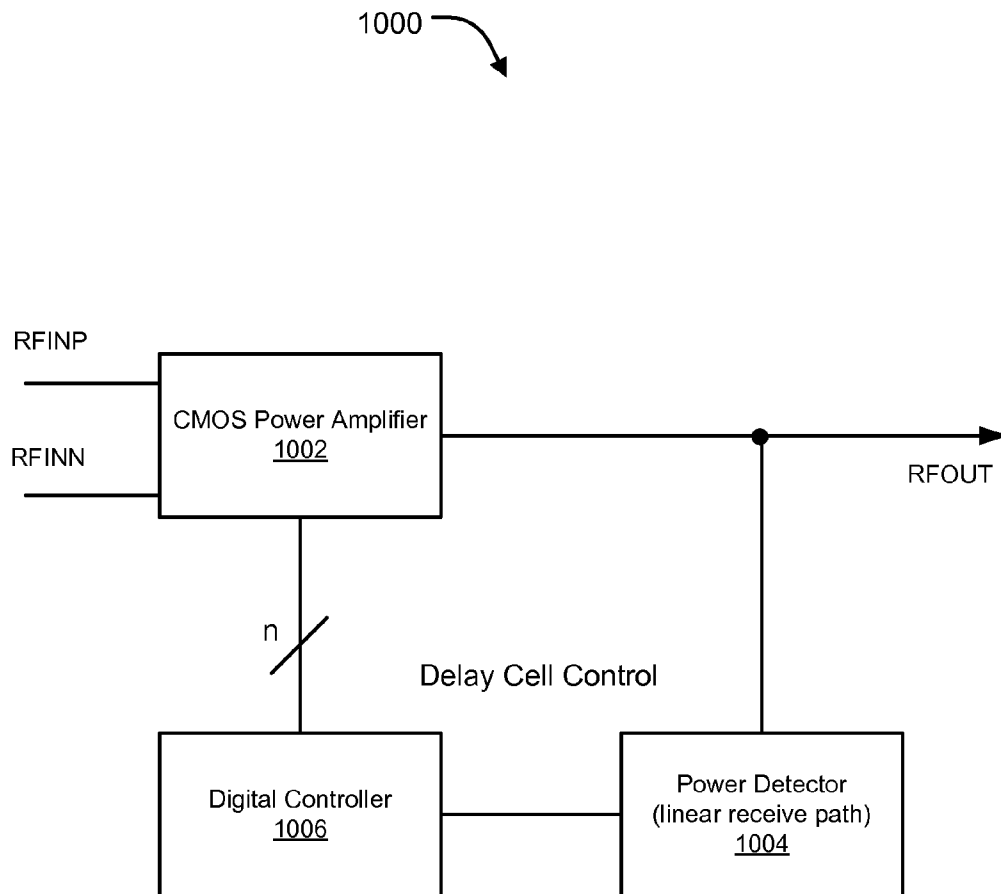 1000
RFINP
CMOS Power Amplifier
1002
RFINN
RFOUT
n
Delay Cell Control
Digital Controller
1006
Power Detector
(linear receive path)
1004